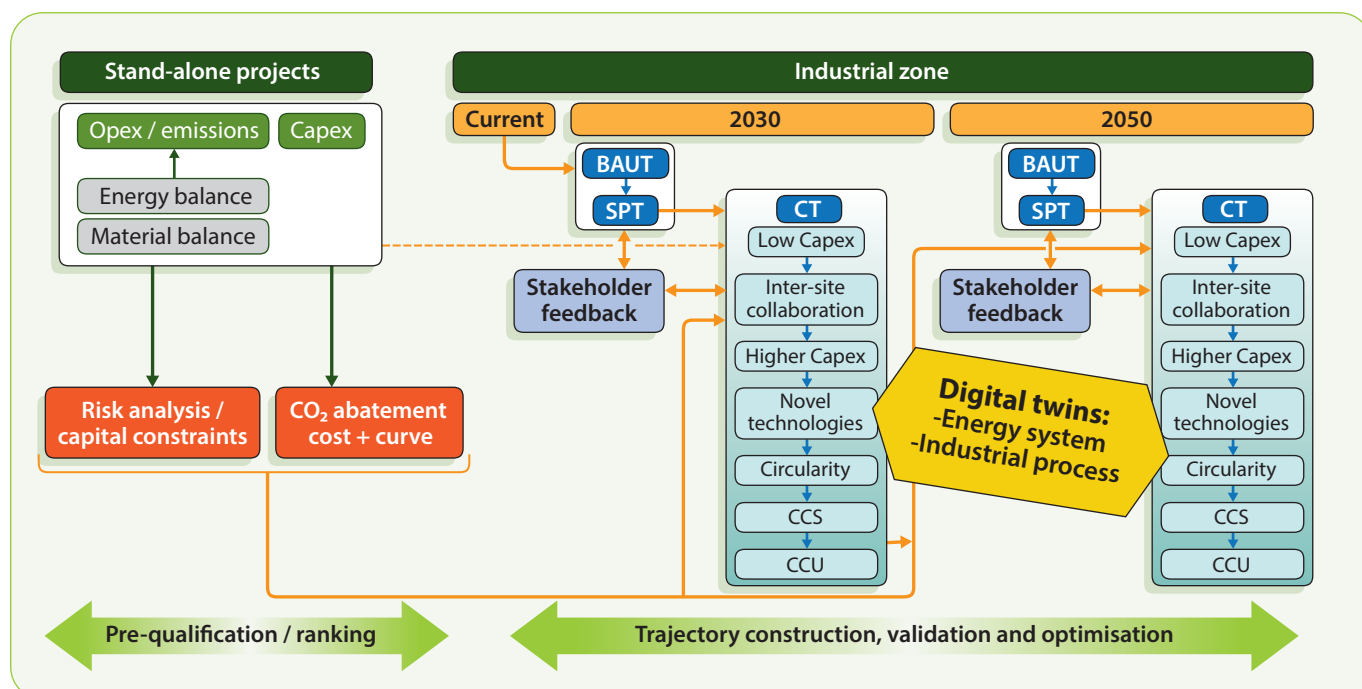 Stand-alone projects
Opex / emissions
Capex
Energy balance
Material balance
Risk analysis /
capital constraints
CO₂ abatement
cost + curve
Pre-qualification / ranking
Industrial zone
Current
2030
2050
BAUT
SPT
Stakeholder
feedback
CT
Low Capex
Inter-site
collaboration
Higher Capex
Novel
technologies
Circularity
CCS
CCU
Digital twins:
-Energy system
-Industrial process
BAUT
SPT
Stakeholder
feedback
CT
Low Capex
Inter-site
collaboration
Higher Capex
Novel
technologies
Circularity
CCS
CCU
Trajectory construction, validation and optimisation